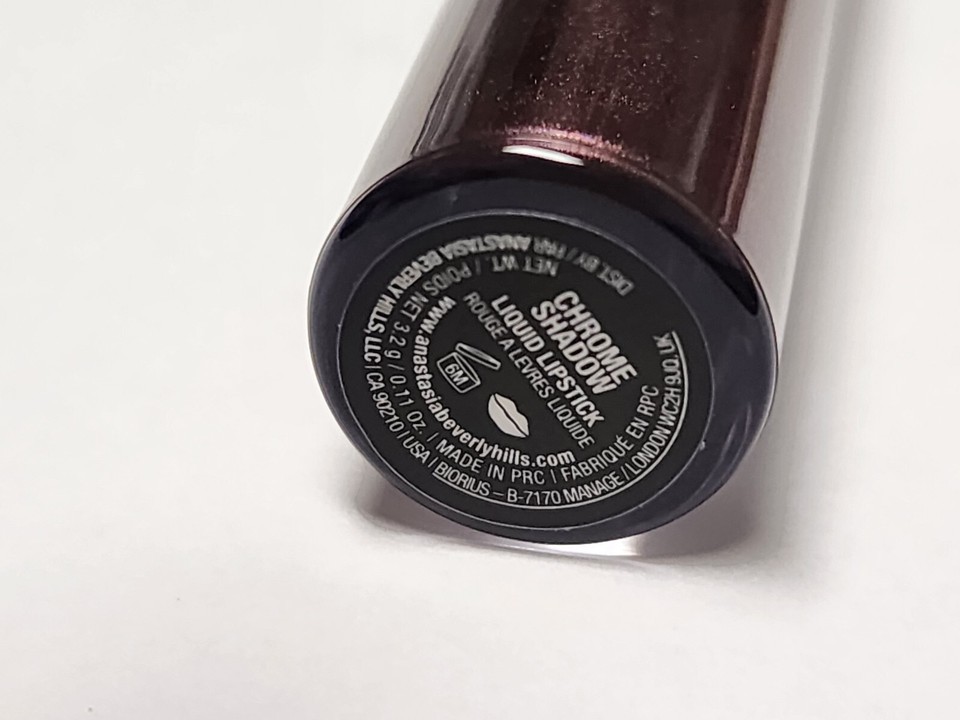 CHROME
SHADOW
LIQUID LIPSTICK
ROUGE A LEVRES LIQUIDE
6M
www.anastasiabeverlyhills.com
NET WT. / POIDS NET 3.2 g / 0.11 Oz. | MADE IN PRC | FABRIQUÉ EN RPC
DIST. BY / PAR ANASTASIA BEVERLY HILLS, LLC | CA 90210 | USA | BIORIUS – B-7170 MANAGE / LONDON WC2H 9JQ. UK